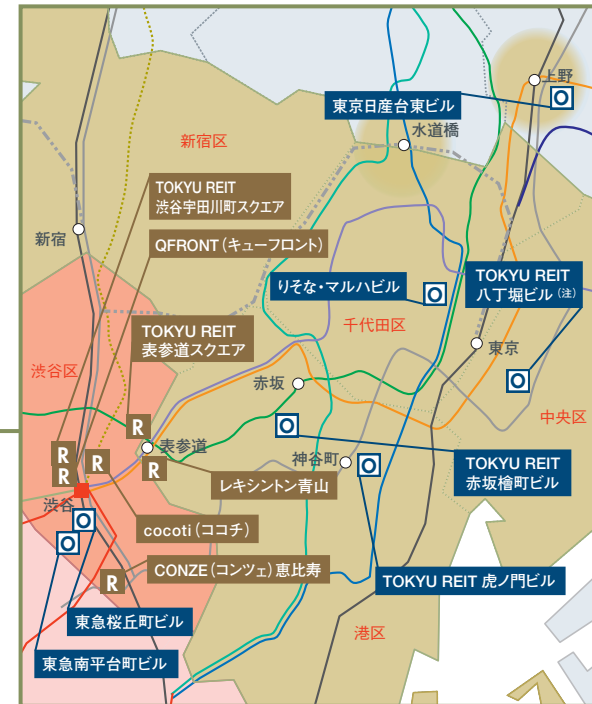 上野
O
東京日産台東ビル
水道橋
新宿区
TOKYU REIT
渋谷宇田川町スクエア
新宿
QFRONT（キューフロント）
りそな・マルハビル
O
TOKYU REIT
八丁堀ビル（注）
TOKYU REIT
表参道スクエア
千代田区
東京
渋谷区
赤坂
O
中央区
R
O
表参道
R
R
R
R
神谷町
O
TOKYU REIT
赤坂檜町ビル
レキシントン青山
渋谷
O
cocoti（ココチ）
O
CONZE（コンツェ）恵比寿
R
TOKYU REIT 虎ノ門ビル
東急桜丘町ビル
港区
東急南平台町ビル